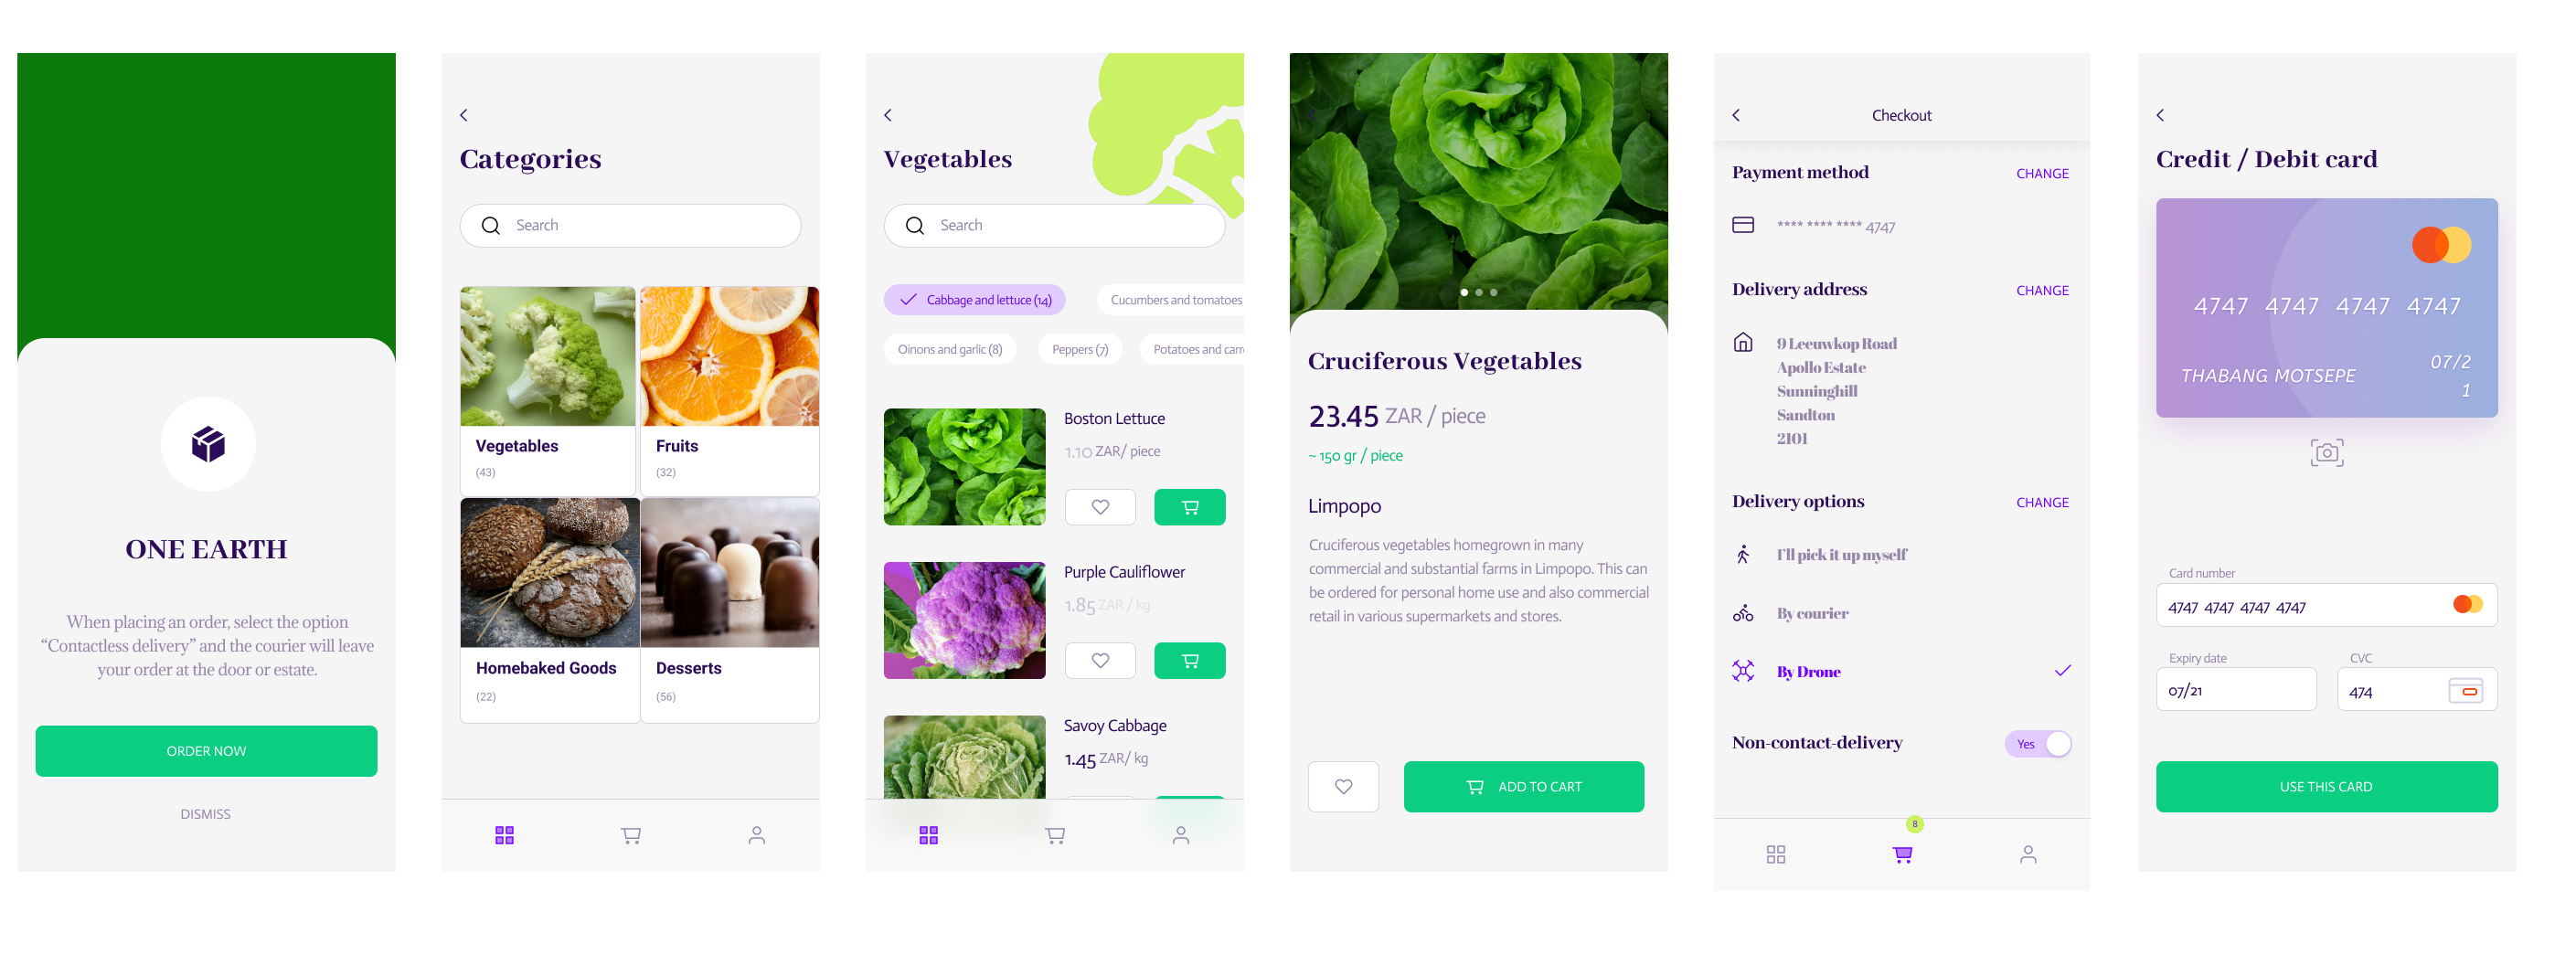 ONE EARTH
When placing an order, select the option
“Contactless delivery” and the courier will leave
your order at the door or estate.
ORDER NOW
DISMISS
Categories
Search
Vegetables
(43)
Fruits
(32)
Homebaked Goods
(22)
Desserts
(56)
Vegetables
Search
Cabbage and lettuce (14)
Cucumbers and tomatoes
Oinons and garlic (8)
Peppers (7)
Potatoes and carr
Boston Lettuce
1.10 ZAR/ piece
Purple Cauliflower
1.85 ZAR / kg
Savoy Cabbage
1.45 ZAR/ kg
Cruciferous Vegetables
23.45 ZAR / piece
~ 150 gr / piece
Limpopo
Cruciferous vegetables homegrown in many
commercial and substantial farms in Limpopo. This can
be ordered for personal home use and also commercial
retail in various supermarkets and stores.
ADD TO CART
Checkout
Payment method
CHANGE
**** **** **** 4747
Delivery address
CHANGE
9 Leeuwkop Road
Apollo Estate
Sunninghill
Sandton
2101
Delivery options
CHANGE
I'll pick it up myself
By courier
By Drone
Non-contact-delivery
Yes
8
Credit / Debit card
4747 4747 4747 4747
THABANG MOTSEPE
07/2
1
Card number
4747 4747 4747 4747
Expiry date
07/21
CVC
474
USE THIS CARD